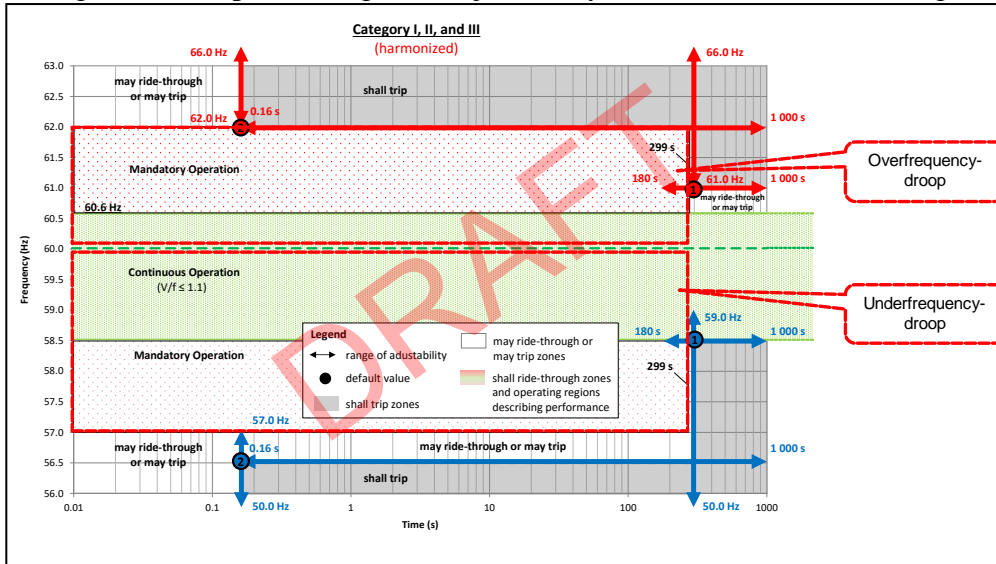 Category I, II, and III
(harmonized)
66.0 Hz
66.0 Hz
63.0
62.5
62.0
61.5
61.0
60.5
60.0
59.5
59.0
58.5
58.0
57.5
57.0
56.5
56.0
Frequency (Hz)
may ride-through
or may trip
shall trip
62.0 Hz
0.16 s
2
1 000 s
Mandatory Operation
299 s
180 s
61.0 Hz
1 000 s
1
may ride-through
or may trip
60.6 Hz
Overfrequency-
droop
Continuous Operation
(V/f ≤ 1.1)
Underfrequency-
droop
59.0 Hz
180 s
1
1 000 s
Mandatory Operation
299 s
Legend
range of adustability
default value
shall trip zones
may ride-through or
may trip zones
shall ride-through zones
and operating regions
describing performance
57.0 Hz
may ride-through
or may trip
0.16 s
may ride-through or may trip
1 000 s
2
shall trip
50.0 Hz
50.0 Hz
0.01
0.1
1
10
100
1000
Time (s)
DRAFT